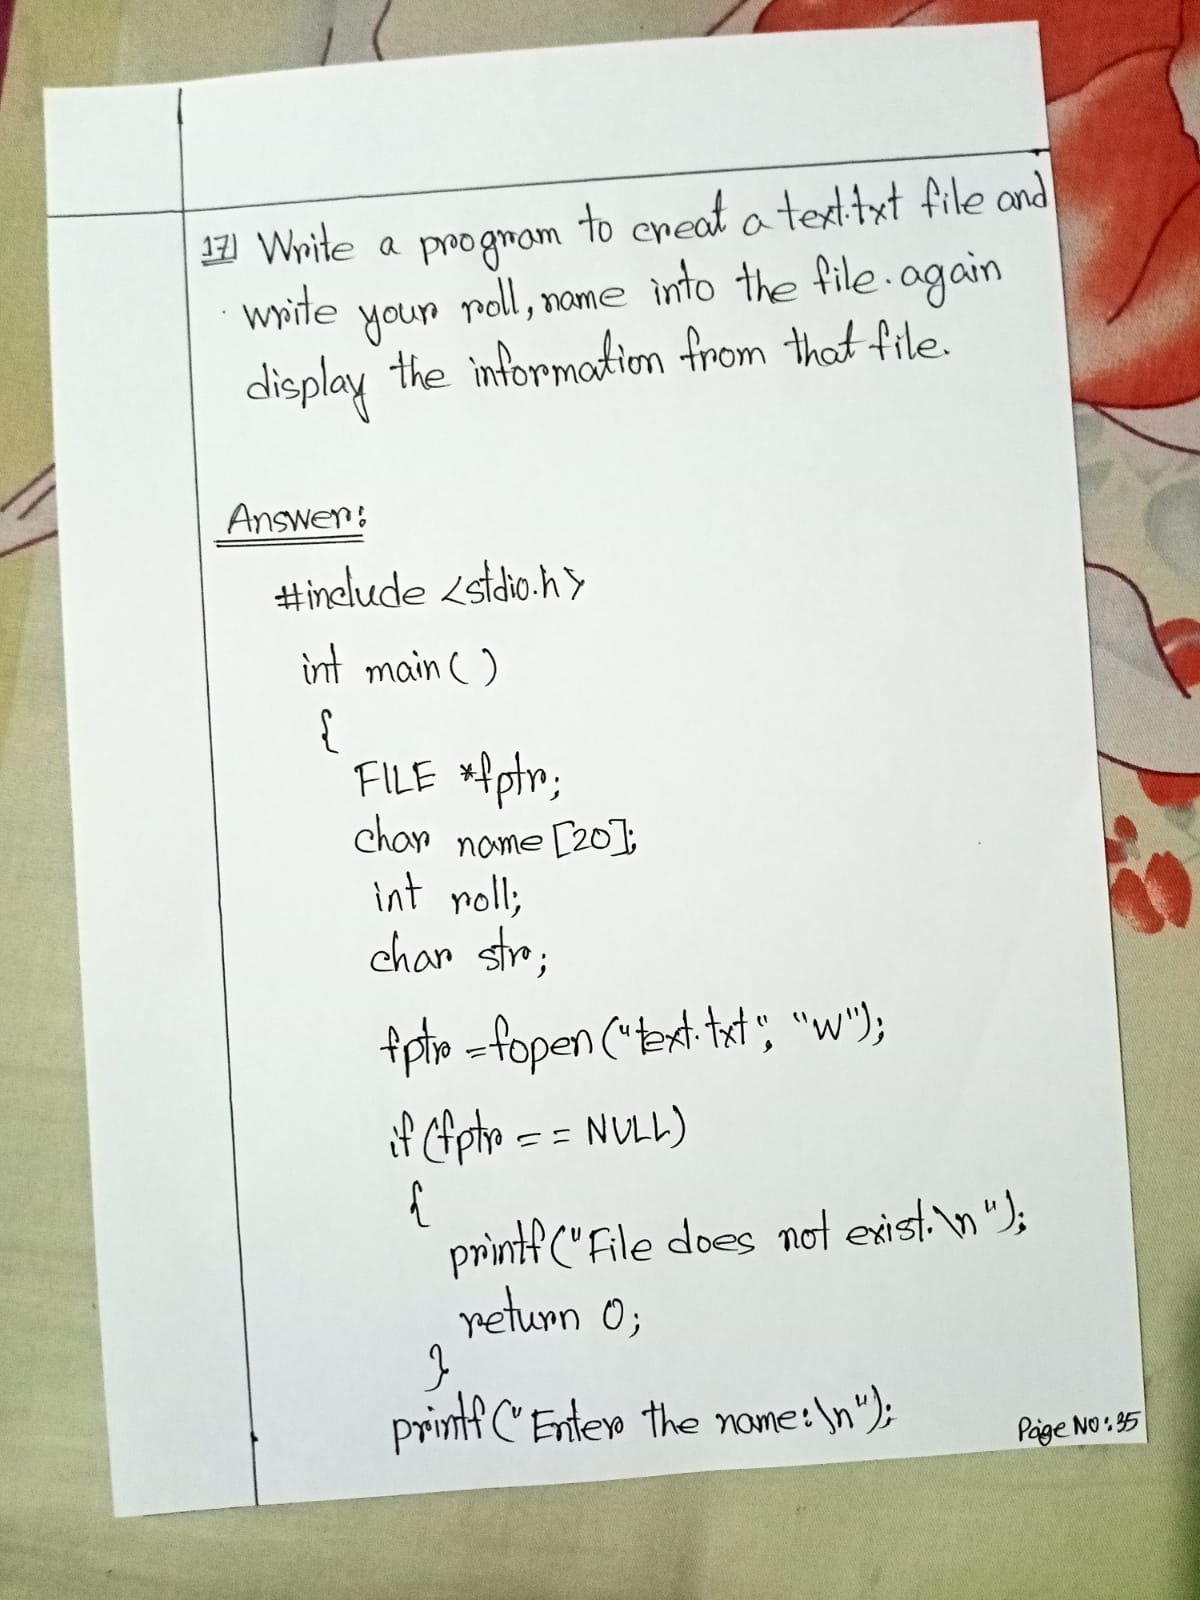 17) Write a program to creat a text.txt file and
write your roll, name into the file. again
display the information from that file.
Answer:
#include <stdio.h>
int main( )
{
FILE *fptr;
char name [20];
int roll;
char str;
fptr =fopen ("text.txt", "w");
if (fptr == NULL)
{
printf ("File does not exist.\n");
return 0;
}
printf ("Enter the name:\n");
Page NO:35